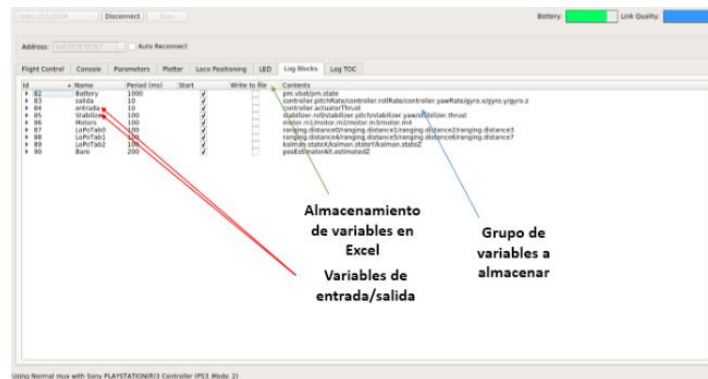 Disconnect Scan Battery: Link Quality:
Address: Auto Reconnect
Flight Control Console Parameters Plotter Loco Positioning LED Log Blocks Log TOC
Id Name Period (ms) Start Write to file Contents
82 Battery 1000 pm.vbat/pm.state
83 salida 10 controller.pitchRate/controller.rollRate/controller.yawRate/gyro.x/gyro.y/gyro.z
84 entrada 10 controller.actuatorThrust
85 Stabilizer 100 stabilizer.roll/stabilizer.pitch/stabilizer.yaw/stabilizer.thrust
86 Motors 100 motor.m1/motor.m2/motor.m3/motor.m4
87 LoPoTab0 100 ranging.distance0/ranging.distance1/ranging.distance2/ranging.distance3
88 LoPoTab1 100 ranging.distance4/ranging.distance5/ranging.distance6/ranging.distance7
89 LoPoTab2 100 kalman.stateX/kalman.stateY/kalman.stateZ
90 Baro 200 posEstimatorAlt.estimatedZ
Almacenamiento
de variables en
Excel
Grupo de
variables a
almacenar
Variables de
entrada/salida
Using Normal mux with Sony PLAYSTATION(R)3 Controller (PS3_Mode_2)